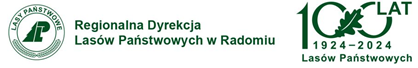 LASY PAŃSTWOWE
Regionalna Dyrekcja
Lasów Państwowych w Radomiu
100 LAT
1924–2024
Lasów Państwowych